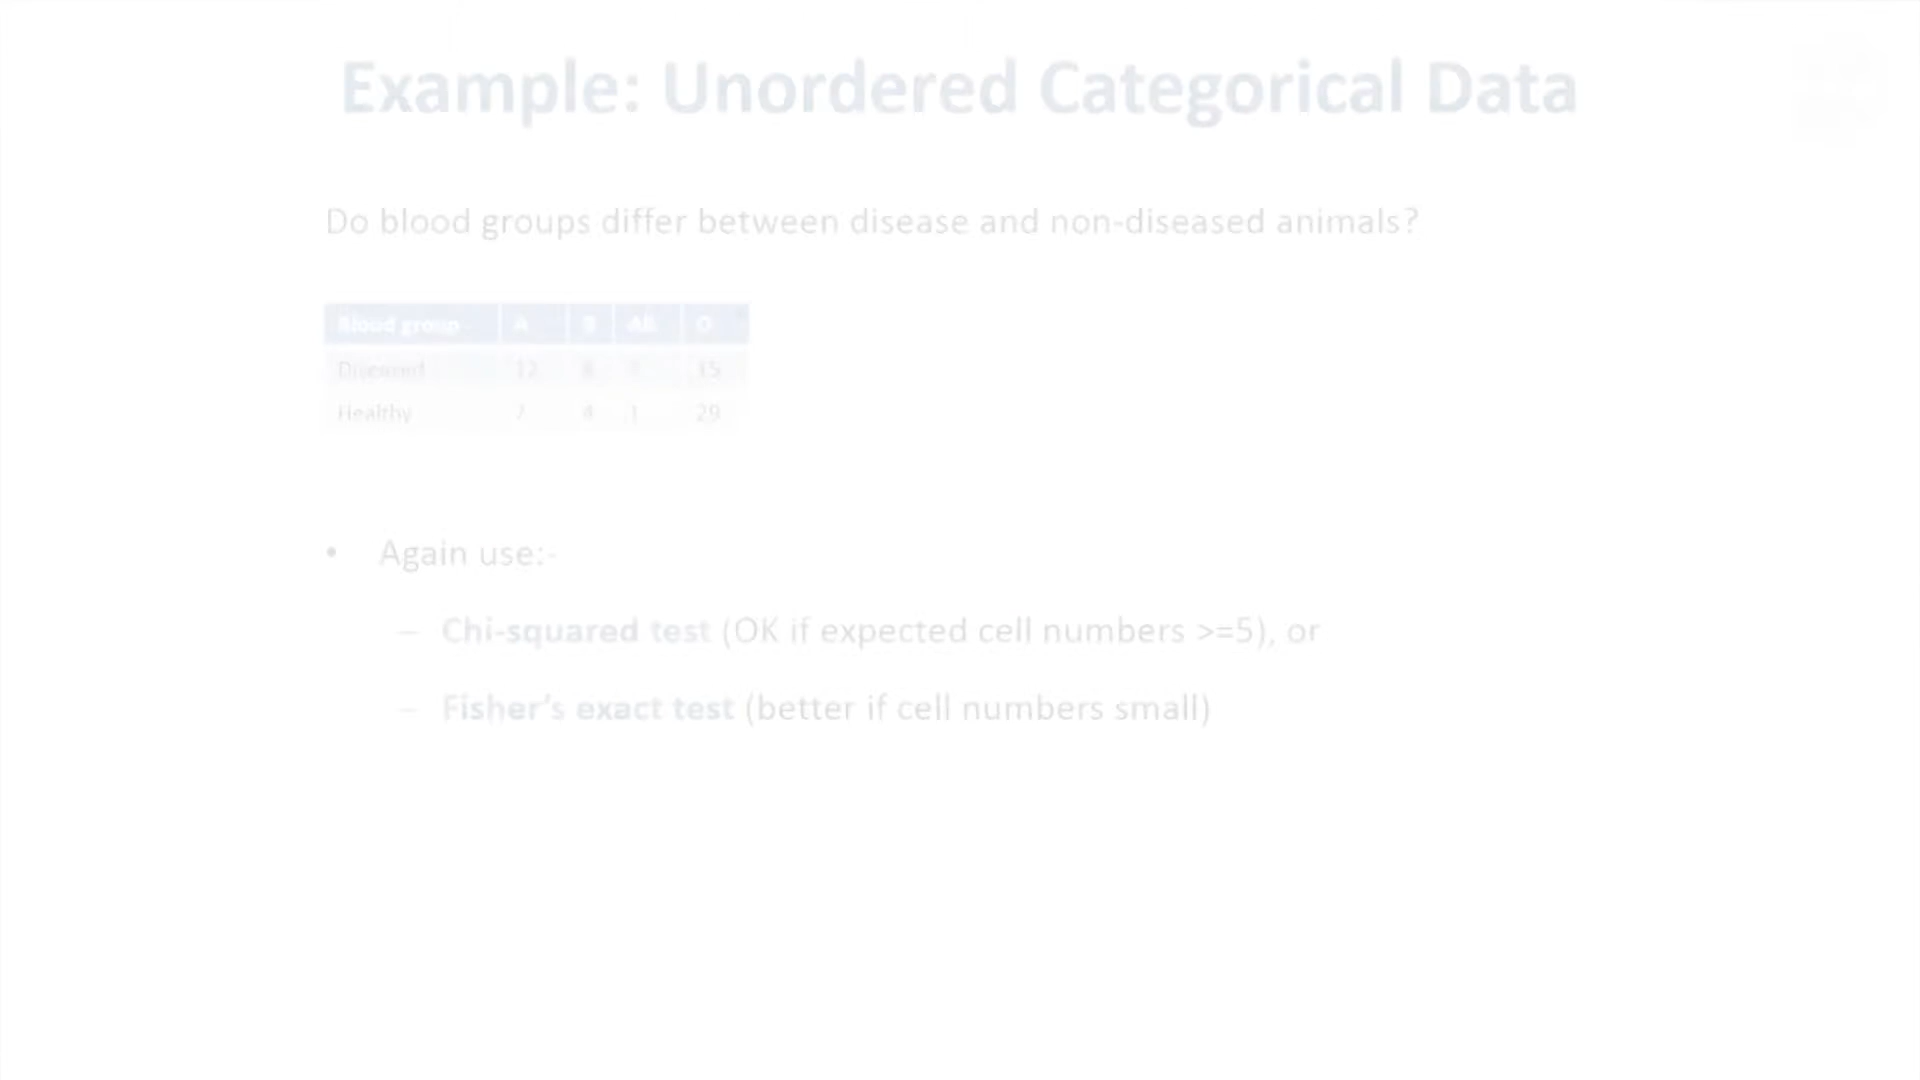 Example: Unordered Categorical Data
Do blood groups differ between disease and non-diseased animals?
Blood group A B AB O
Diseased 12 8 15
Healthy 7 4 1 29
• Again use:-
– Chi-squared test (OK if expected cell numbers >=5), or
– Fisher’s exact test (better if cell numbers small)